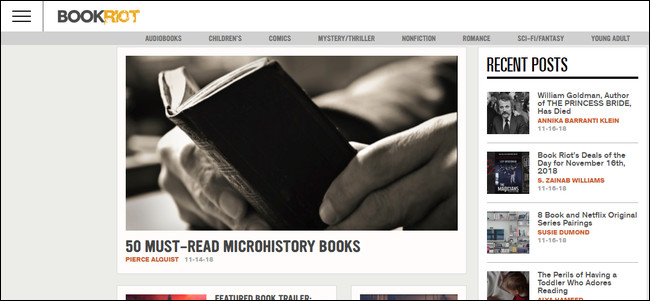 BOOKRIOT
AUDIOBOOKS CHILDREN'S COMICS MYSTERY/THRILLER NONFICTION ROMANCE SCI-FI/FANTASY YOUNG ADULT
50 MUST-READ MICROHISTORY BOOKS
PIERCE ALQUIST 11-14-18
FEATURED BOOK TRAILER:
RECENT POSTS
William Goldman, Author
of THE PRINCESS BRIDE,
Has Died
ANNIKA BARRANTI KLEIN
11-16-18
Book Riot's Deals of the
Day for November 16th,
2018
S. ZAINAB WILLIAMS
11-16-18
MAGICIANS
8 Book and Netflix Original
Series Pairings
SUSIE DUMOND
11-16-18
The Perils of Having a
Toddler Who Adores
Reading